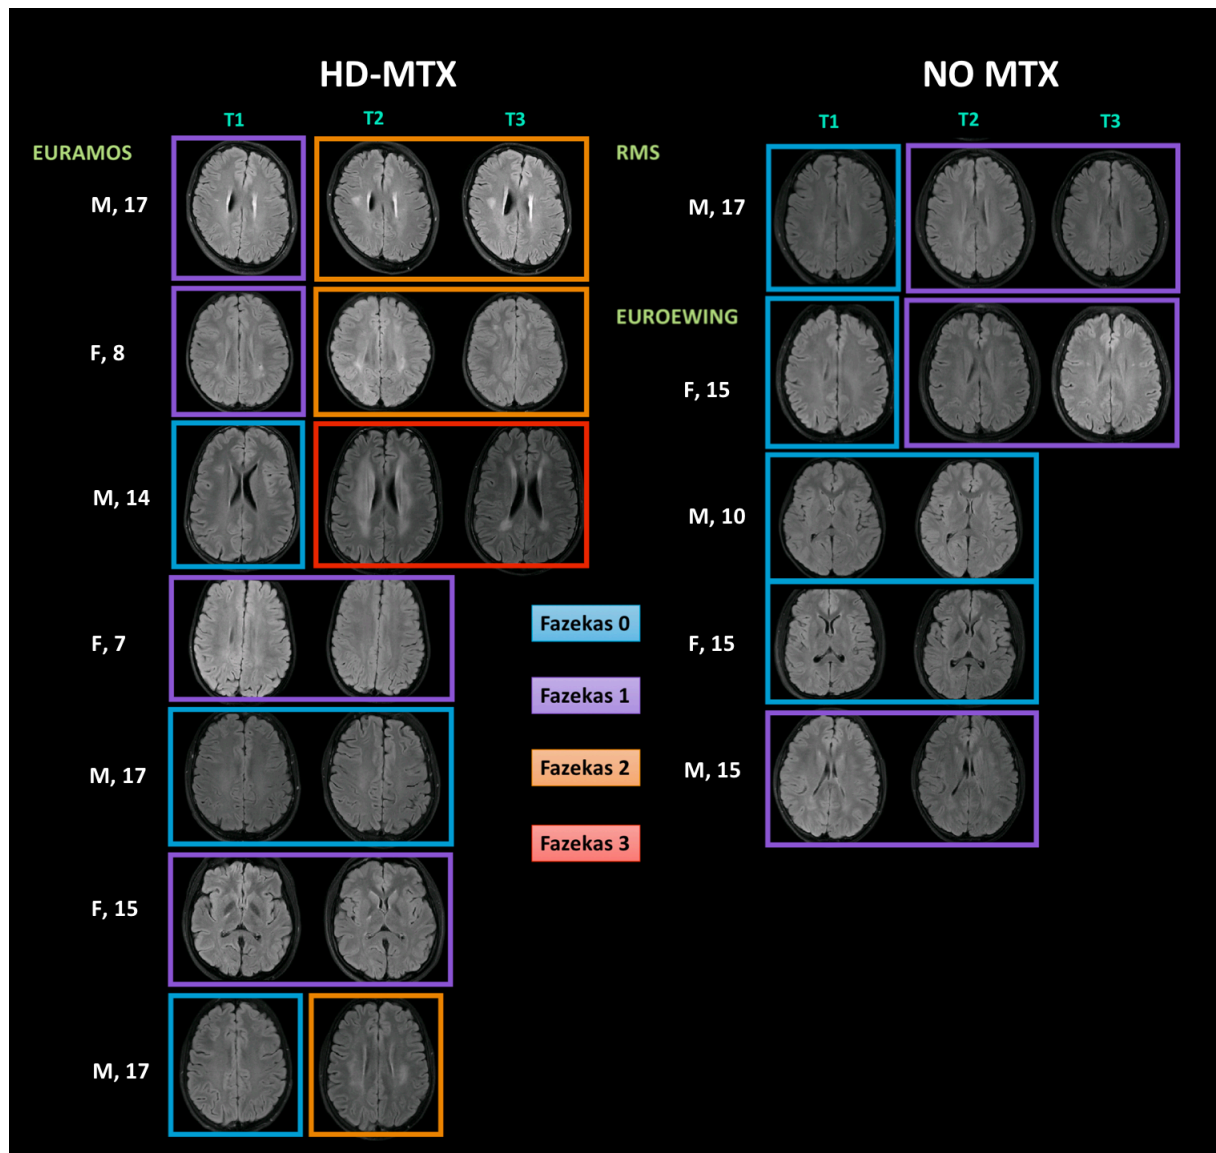 HD-MTX
T1 T2 T3
EURAMOS
M, 17
F, 8
M, 14
F, 7
M, 17
F, 15
M, 17
Fazekas 0
Fazekas 1
Fazekas 2
Fazekas 3
NO MTX
T1 T2 T3
RMS
M, 17
EUROEWING
F, 15
M, 10
F, 15
M, 15